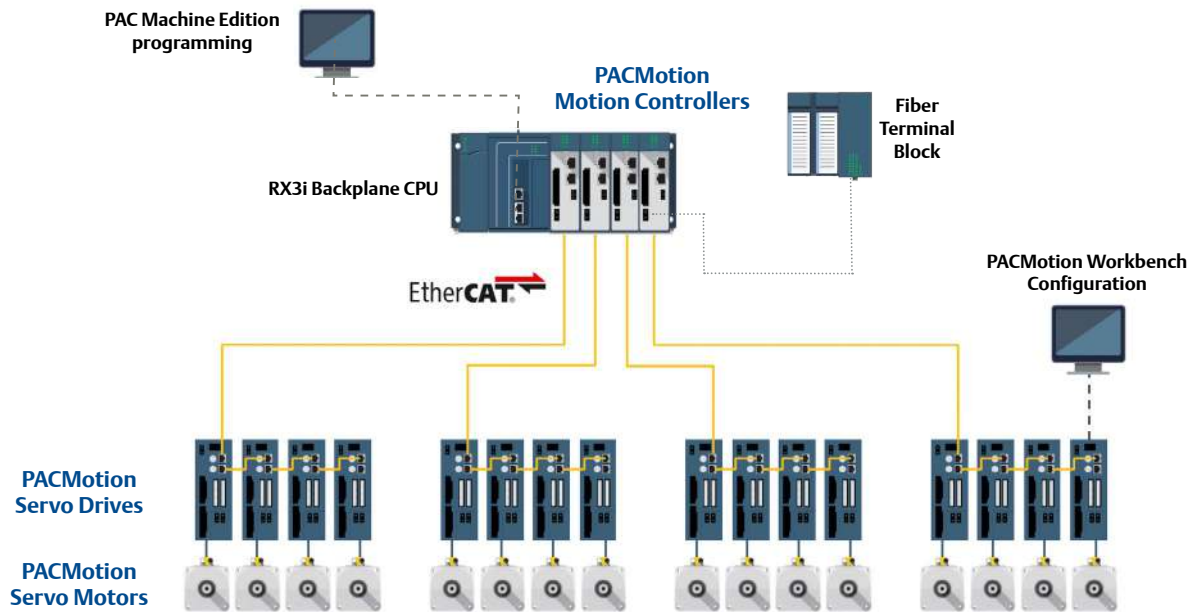 PAC Machine Edition
programming
PACMotion
Motion Controllers
Fiber
Terminal
Block
RX3i Backplane CPU
EtherCAT®
PACMotion Workbench
Configuration
PACMotion
Servo Drives
PACMotion
Servo Motors